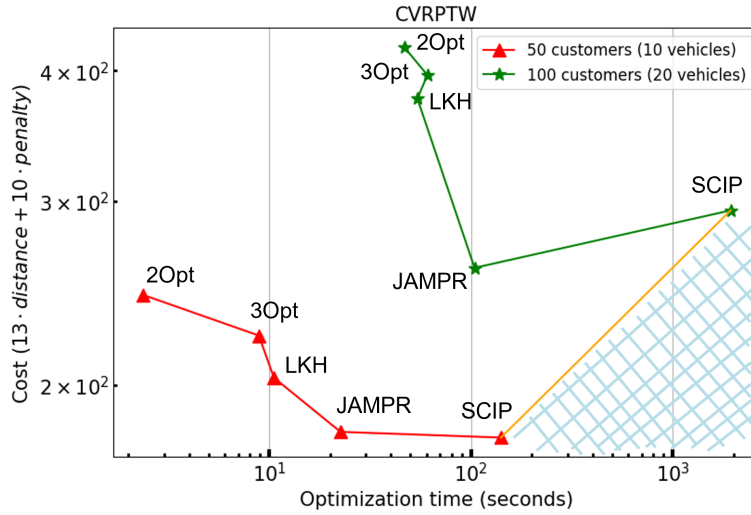 CVRPTW
50 customers (10 vehicles)
100 customers (20 vehicles)
2Opt
3Opt
LKH
JAMPR
SCIP
2Opt
3Opt
LKH
JAMPR
SCIP
4 × 10²
3 × 10²
2 × 10²
Cost (13 · distance + 10 · penalty)
10¹
10²
10³
Optimization time (seconds)